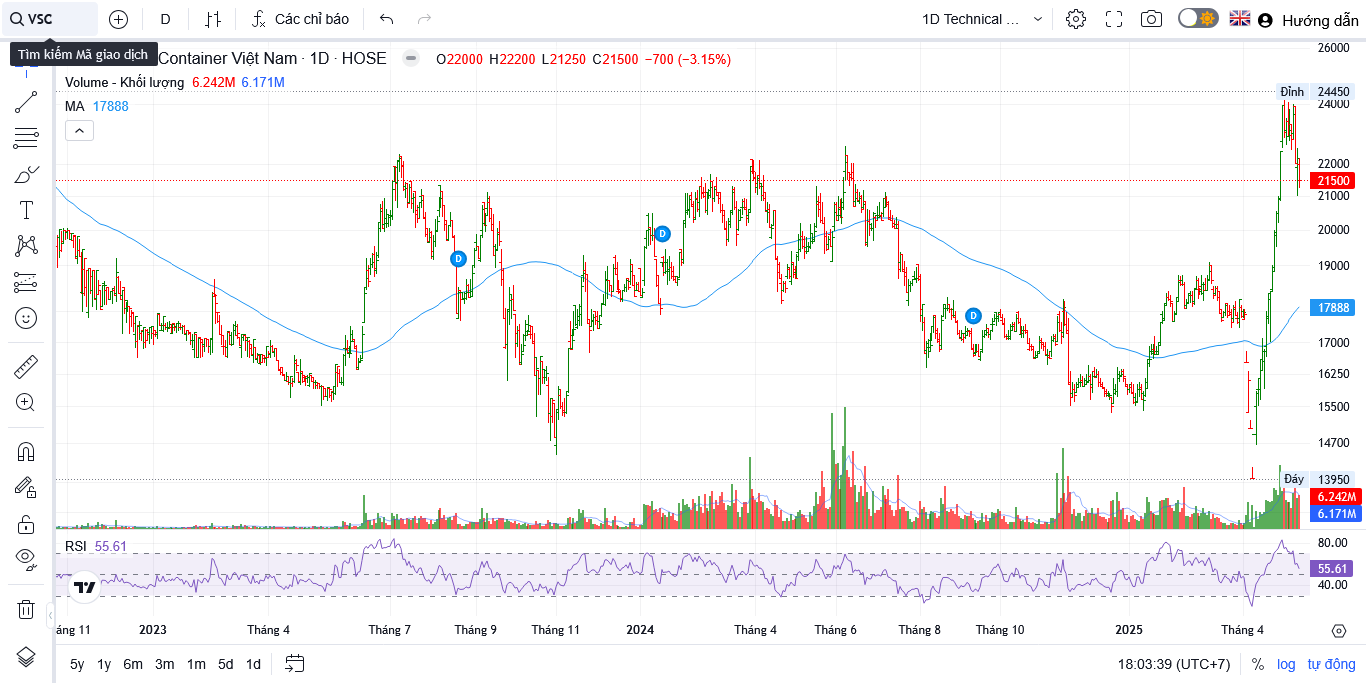 VSC
D
Các chỉ báo
1D Technical ...
Hướng dẫn
Tìm kiếm Mã giao dịch
Container Việt Nam · 1D · HOSE
O22000 H22200 L21250 C21500 −700 (−3.15%)
Volume - Khối lượng 6.242M 6.171M
MA 17888
26000
Đỉnh 24450
24000
22000
21500
21000
20000
D
D
19000
17888
D
17000
16250
15500
14700
Đáy 13950
6.242M
6.171M
RSI 55.61
80.00
55.61
40.00
áng 11 2023 Tháng 4 Tháng 7 Tháng 9 Tháng 11 2024 Tháng 4 Tháng 6 Tháng 8 Tháng 10 2025 Tháng 4
5y 1y 6m 3m 1m 5d 1d
18:03:39 (UTC+7) % log tự động